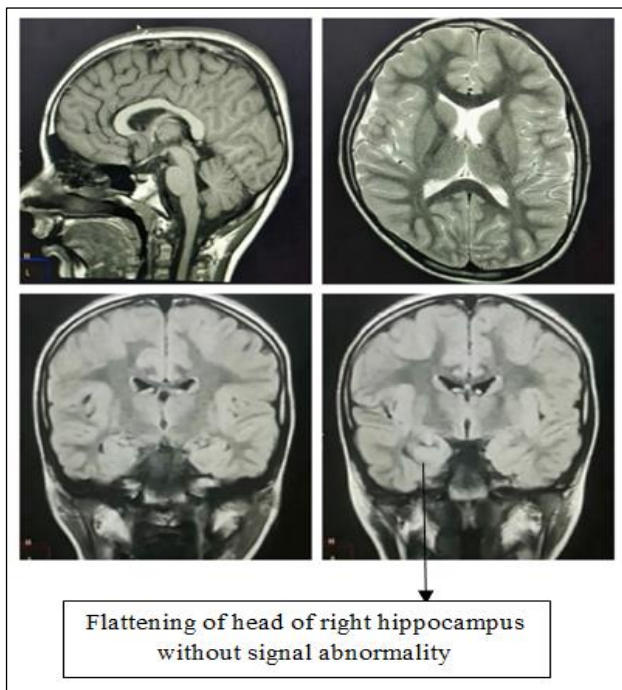 Flattening of head of right hippocampus
without signal abnormality